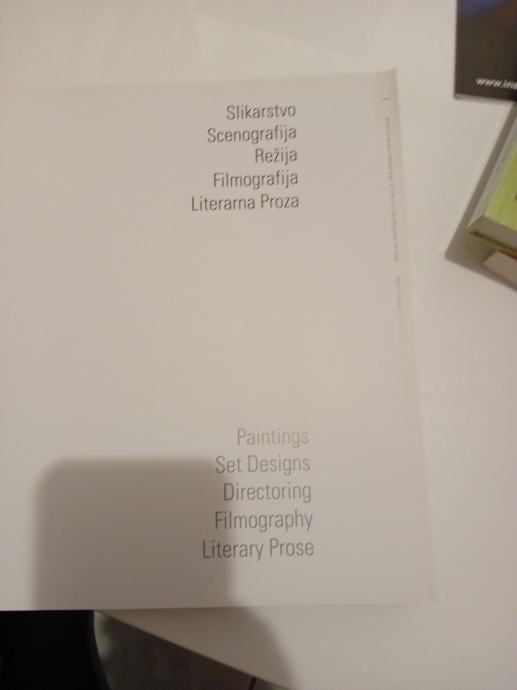 Slikarstvo
Scenografija
Režija
Filmografija
Literarna Proza
Paintings
Set Designs
Directoring
Filmography
Literary Prose